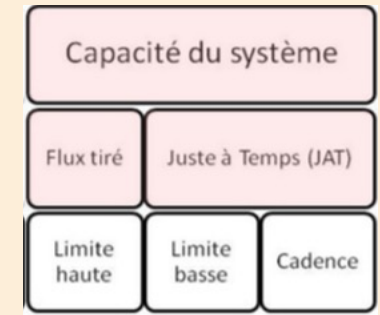 Capacité du système
Flux tiré
Juste à Temps (JAT)
Limite
haute
Limite
basse
Cadence